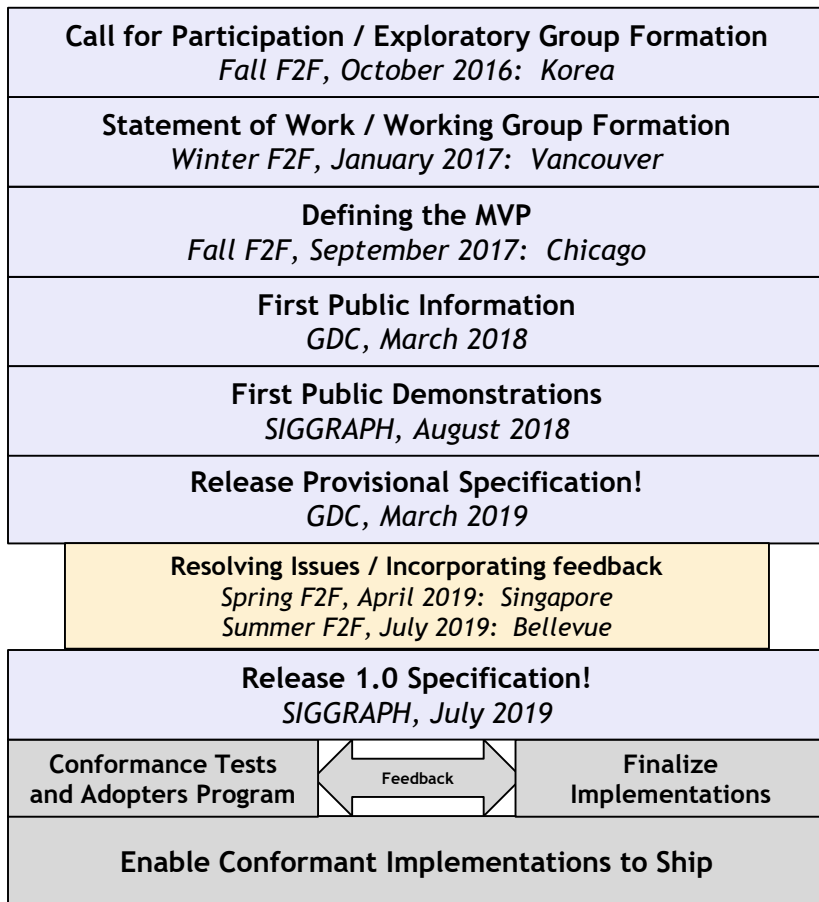 Call for Participation / Exploratory Group Formation
Fall F2F, October 2016: Korea
Statement of Work / Working Group Formation
Winter F2F, January 2017: Vancouver
Defining the MVP
Fall F2F, September 2017: Chicago
First Public Information
GDC, March 2018
First Public Demonstrations
SIGGRAPH, August 2018
Release Provisional Specification!
GDC, March 2019
Resolving Issues / Incorporating feedback
Spring F2F, April 2019: Singapore
Summer F2F, July 2019: Bellevue
Release 1.0 Specification!
SIGGRAPH, July 2019
Conformance Tests
and Adopters Program
Feedback
Finalize
Implementations
Enable Conformant Implementations to Ship